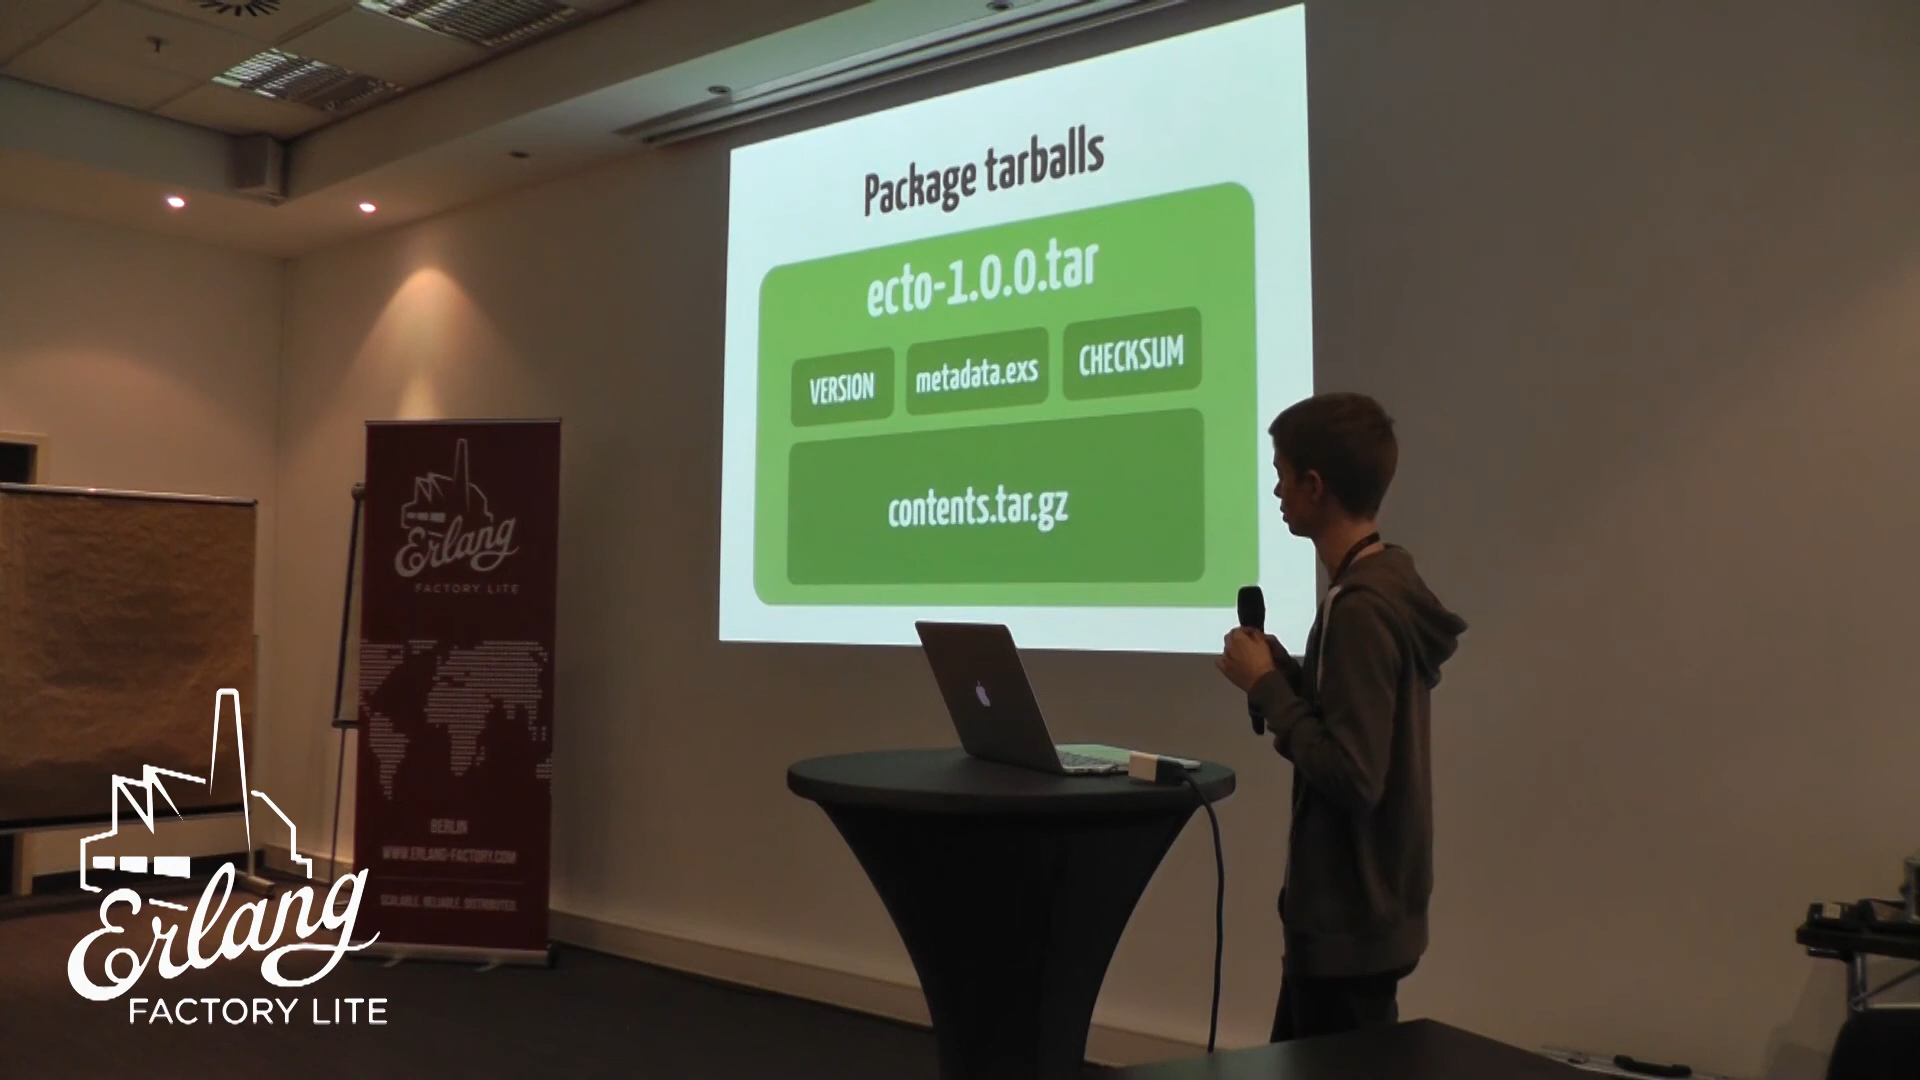 Package tarballs
ecto-1.0.0.tar
VERSION
metadata.exs
CHECKSUM
contents.tar.gz
Erlang
FACTORY LITE
BERLIN
WWW.ERLANG-FACTORY.COM
SCALABLE. RELIABLE. DISTRIBUTED.
Erlang
FACTORY LITE